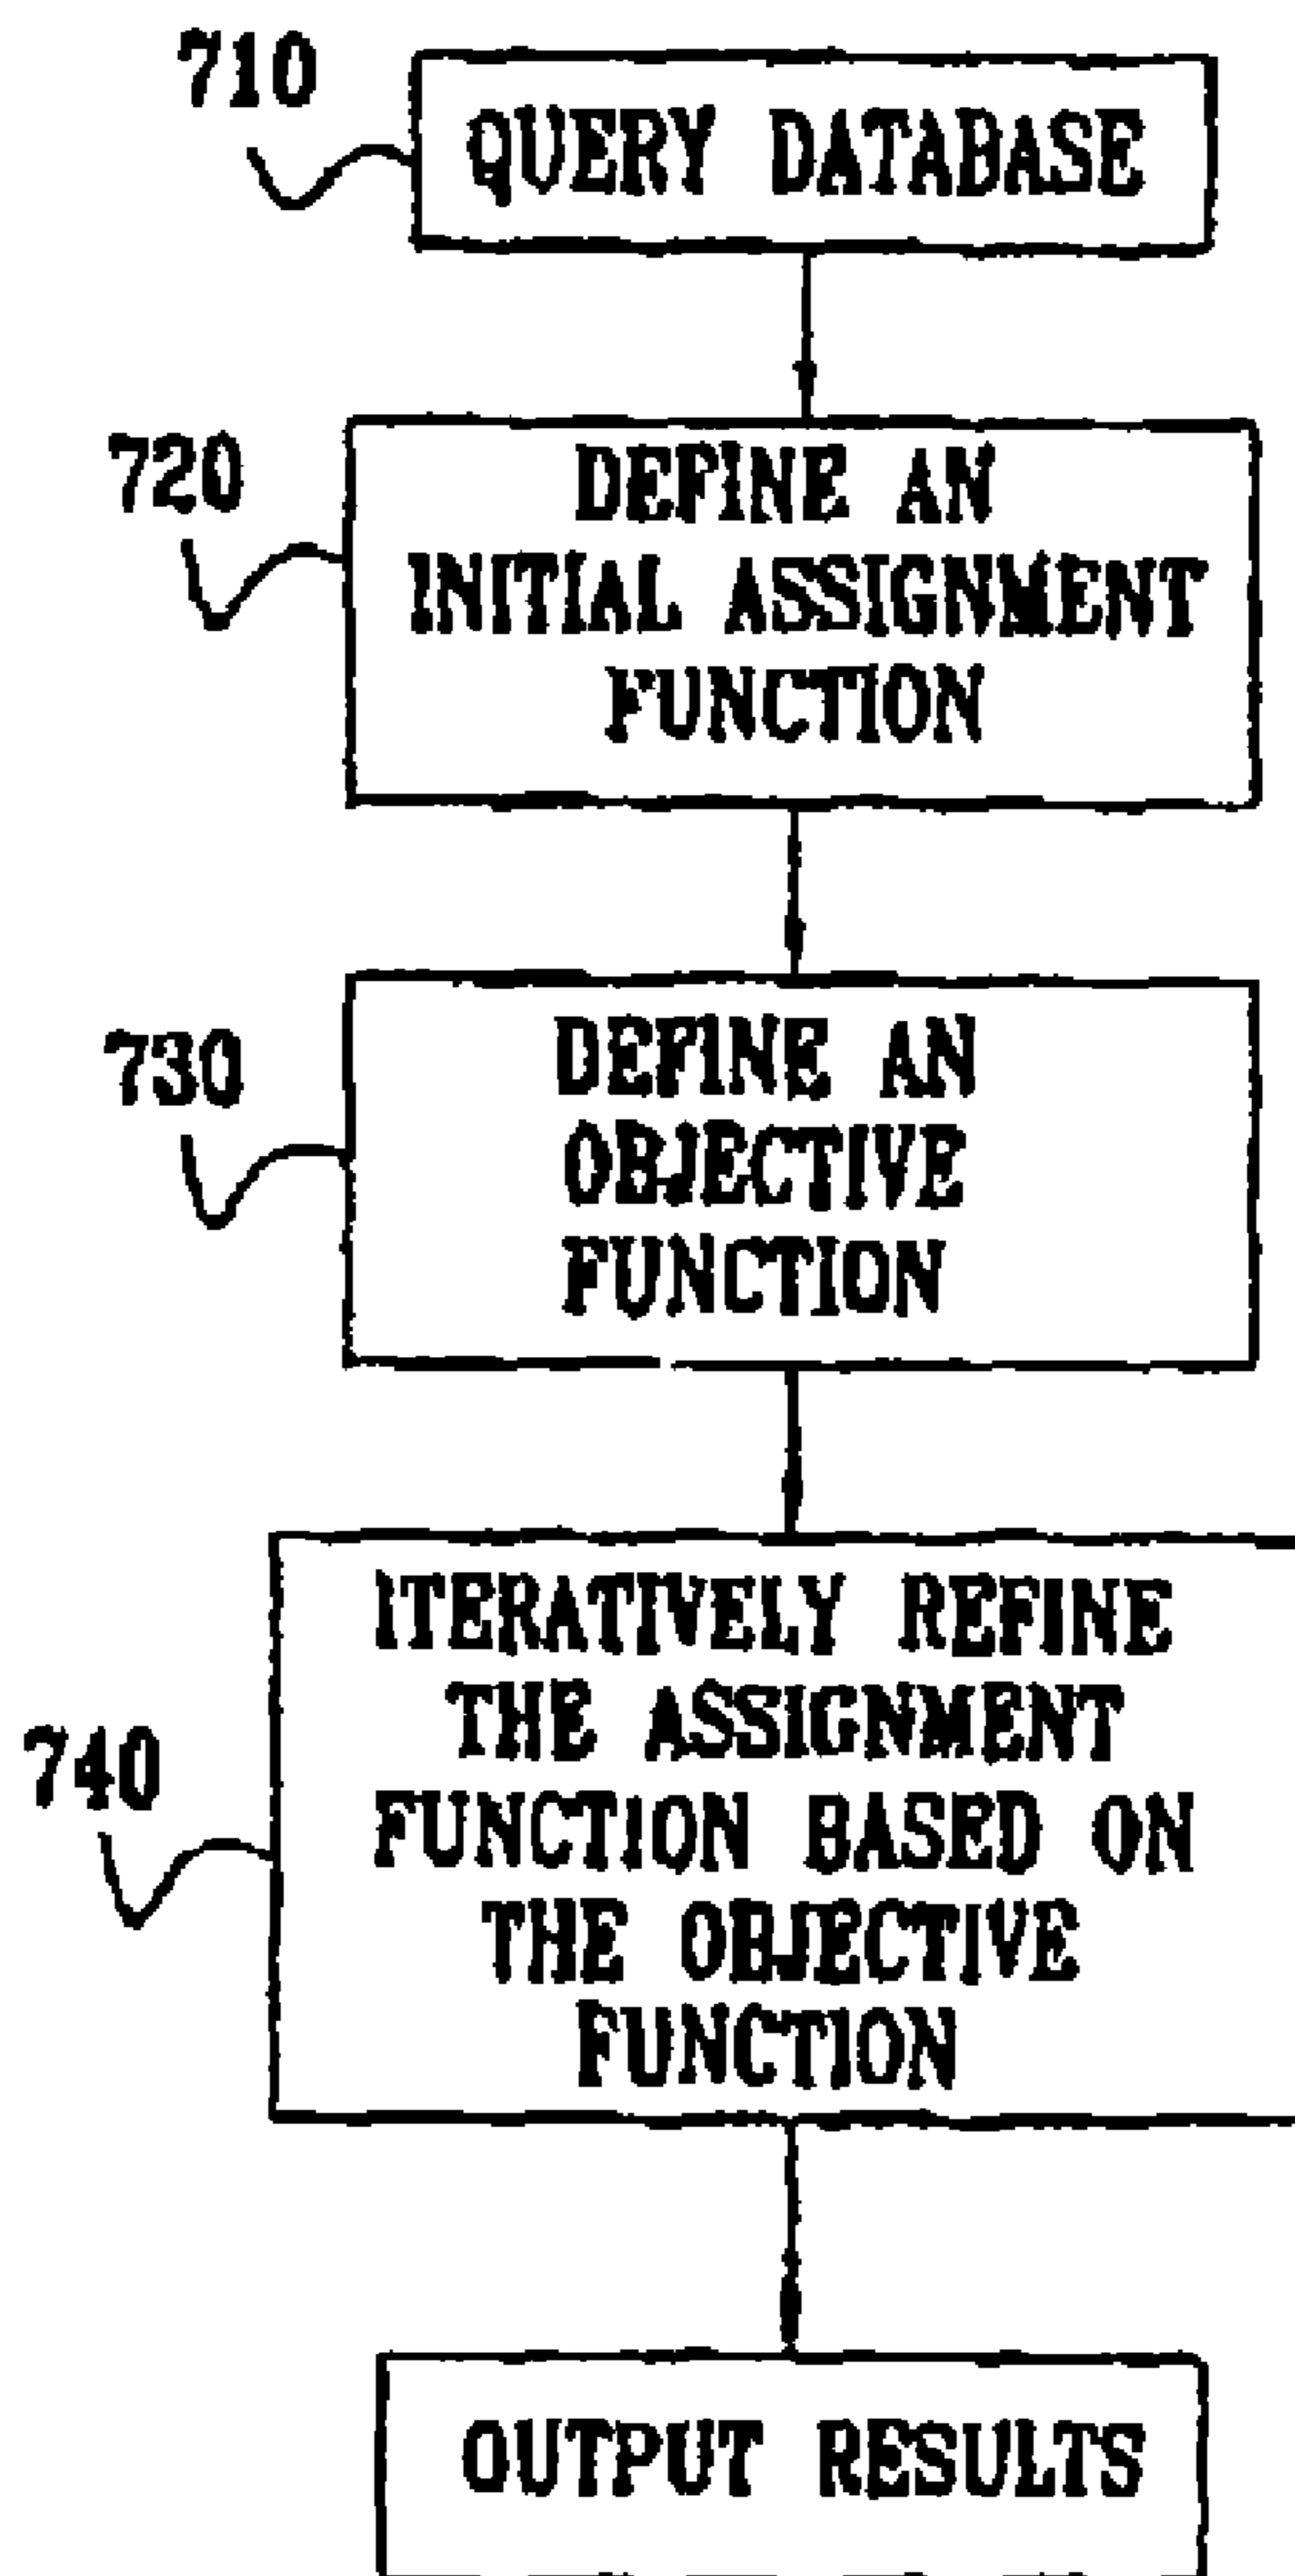 710
QUERY DATABASE
720
DEFINE AN
INITIAL ASSIGNMENT
FUNCTION
730
DEFINE AN
OBJECTIVE
FUNCTION
740
ITERATIVELY REFINE
THE ASSIGNMENT
FUNCTION BASED ON
THE OBJECTIVE
FUNCTION
OUTPUT RESULTS